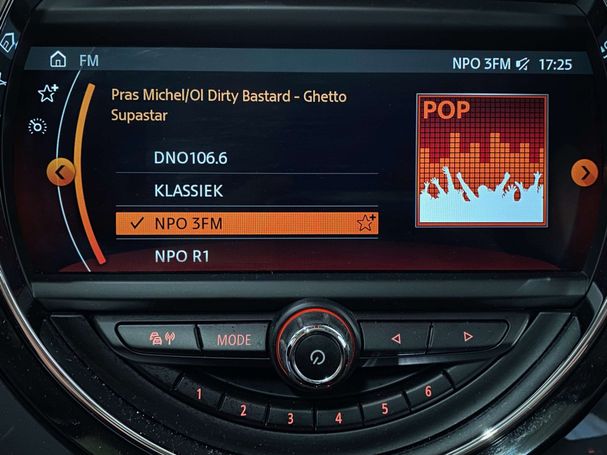 FM
NPO 3FM 17:25
Pras Michel/Ol Dirty Bastard - Ghetto
Supastar
POP
DNO106.6
KLASSIEK
NPO 3FM
NPO R1
MODE
1 2 3 4 5 6